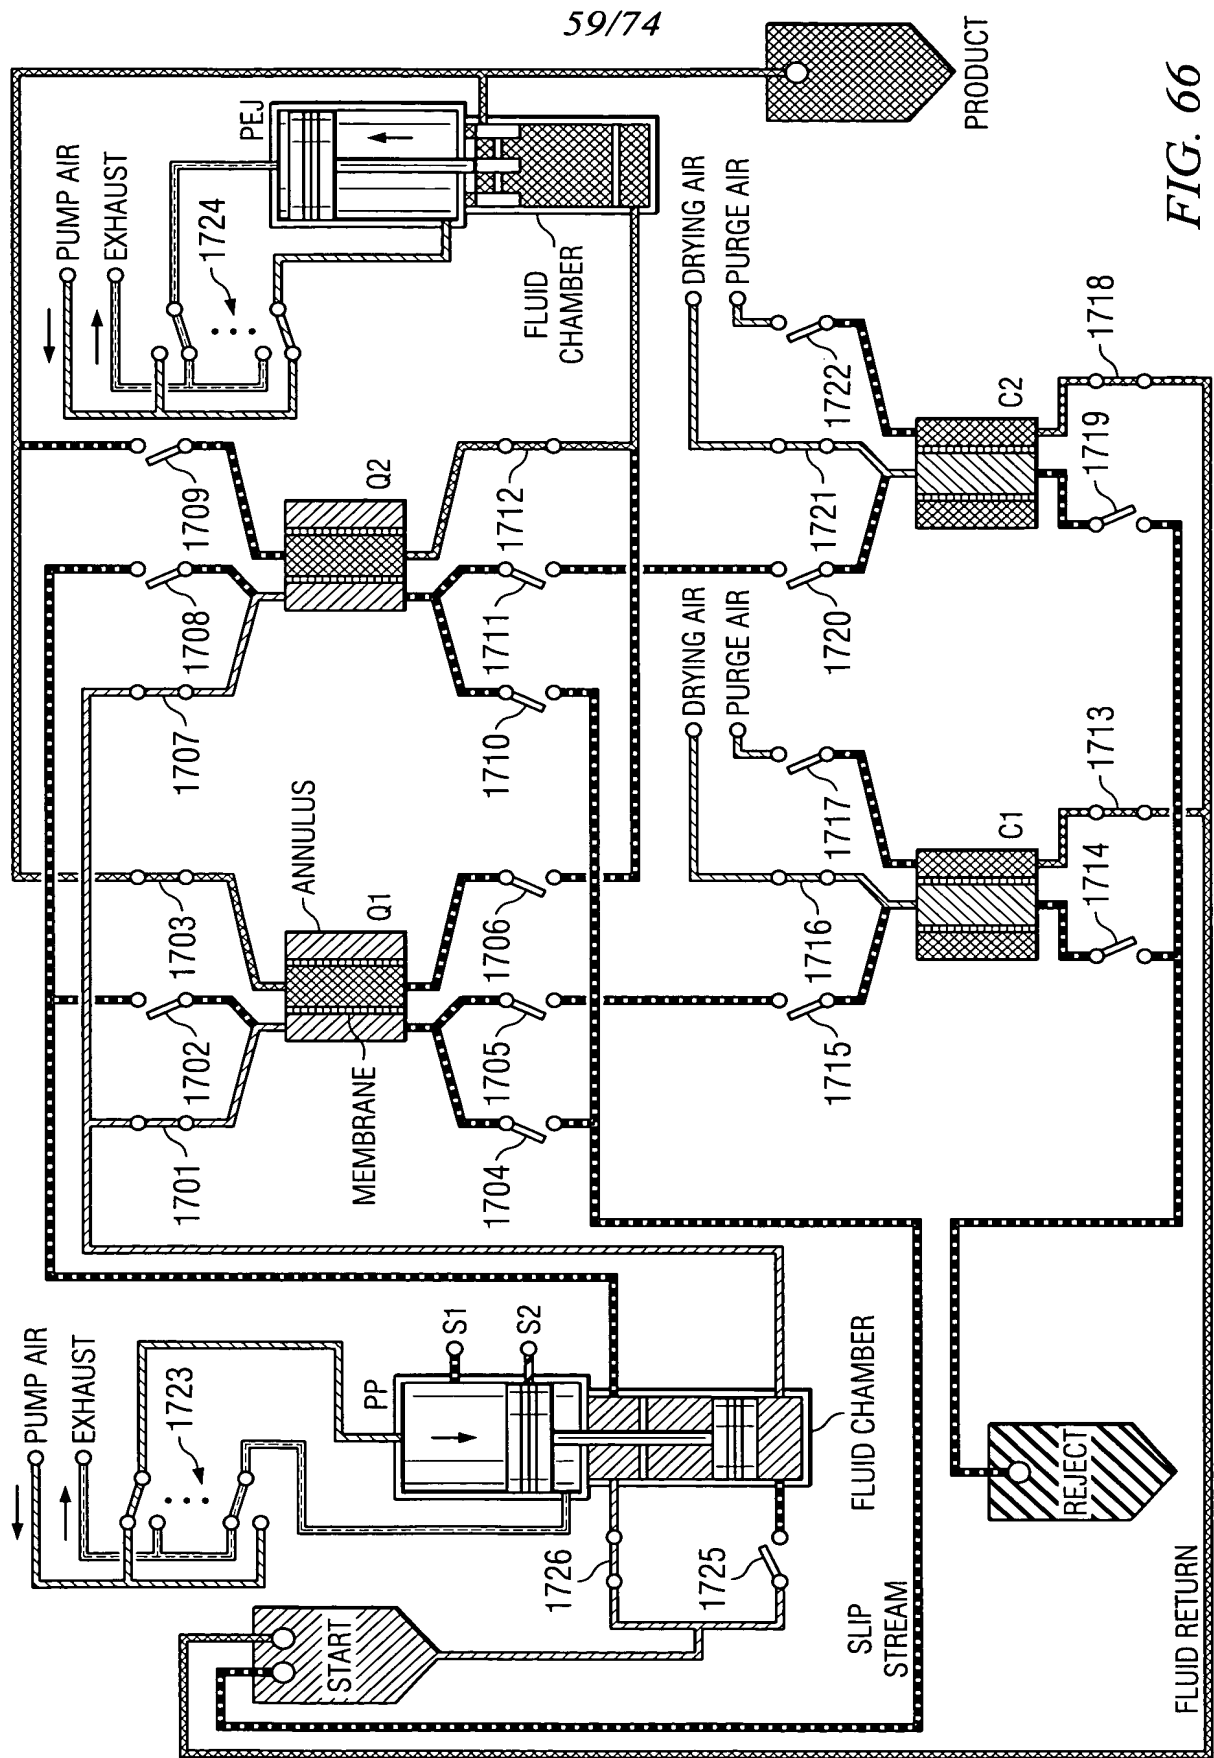 59/74
PUMP AIR
EXHAUST
1723
PP
S1
S2
START
1726
1725
FLUID CHAMBER
SLIP
STREAM
REJECT
FLUID RETURN
1701
1702
1703
ANNULUS
Q1
MEMBRANE
1704
1705
1706
1707
1708
1709
Q2
1710
1711
1712
PUMP AIR
EXHAUST
1724
PEJ
FLUID
CHAMBER
PRODUCT
DRYING AIR
PURGE AIR
1715
1716
1717
C1
1714
1713
DRYING AIR
PURGE AIR
1720
1721
1722
C2
1719
1718
FIG. 66